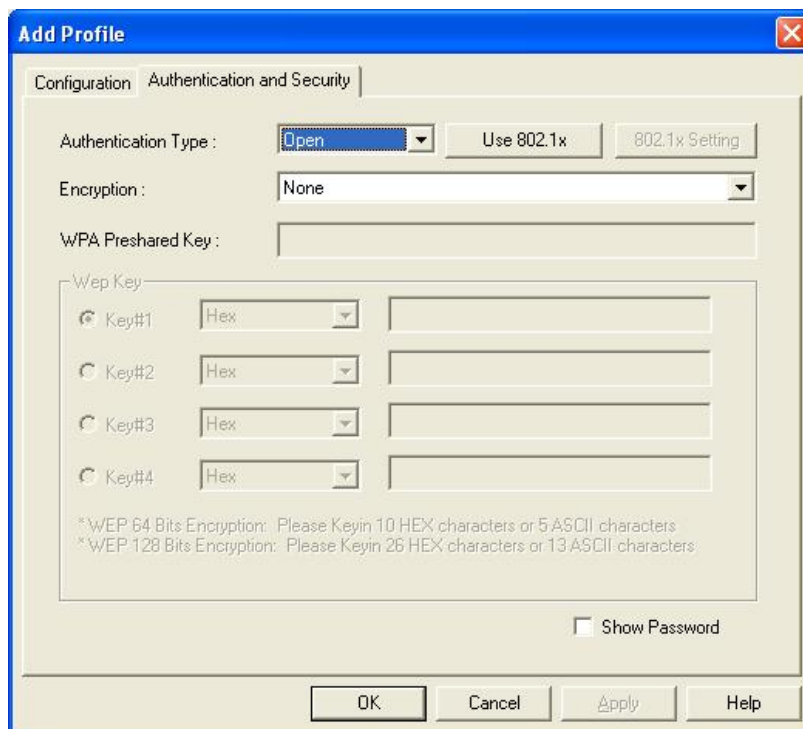 Add Profile
Configuration Authentication and Security
Authentication Type : Open Use 802.1x 802.1x Setting
Encryption : None
WPA Preshared Key :
Wep Key
Key#1 Hex
Key#2 Hex
Key#3 Hex
Key#4 Hex
* WEP 64 Bits Encryption: Please Keyin 10 HEX characters or 5 ASCII characters
* WEP 128 Bits Encryption: Please Keyin 26 HEX characters or 13 ASCII characters
Show Password
OK Cancel Apply Help